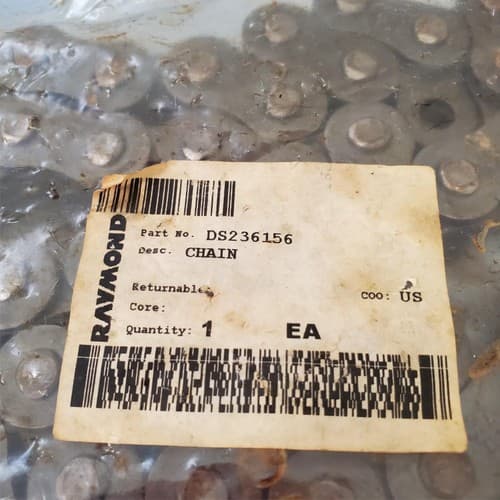 RAYMOND
Part No. DS236156
Desc. CHAIN
Returnable:
COO: US
Core:
Quantity: 1 EA